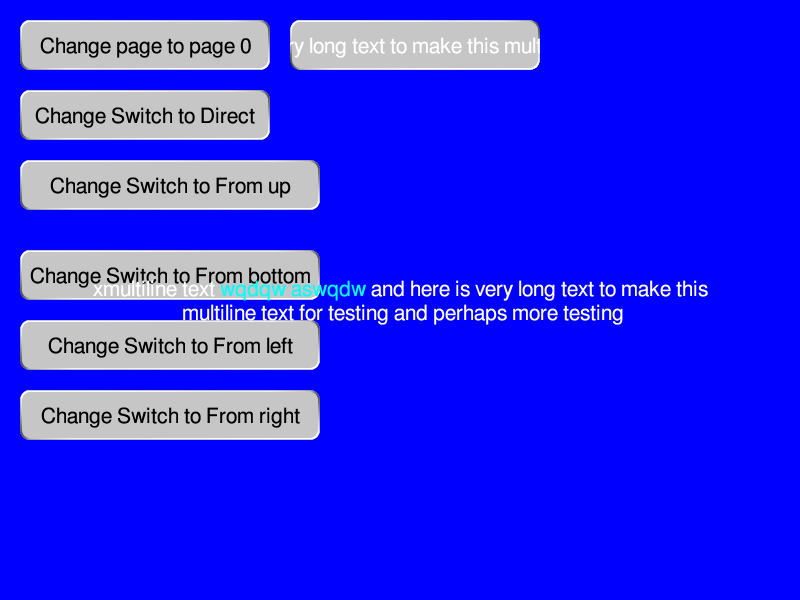 Change page to page 0
ry long text to make this mul
Change Switch to Direct
Change Switch to From up
Change Switch to From bottom
xmultiline text wqdqw aswqdw and here is very long text to make this
multiline text for testing and perhaps more testing
Change Switch to From left
Change Switch to From right